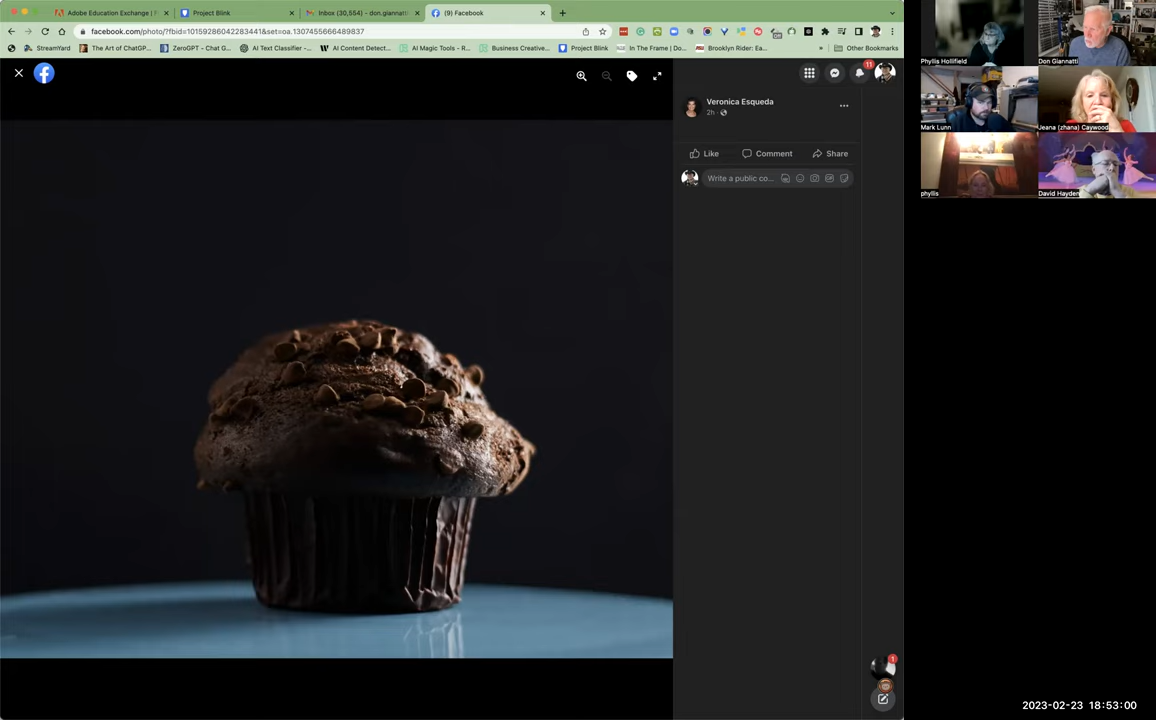 Adobe Education Exchange | F
Project Blink
Inbox (30,554) - don.giannatti
(9) Facebook
facebook.com/photo/?fbid=10159286042283441&set=oa.1307455666489837
StreamYard
The Art of ChatGP...
ZeroGPT - Chat G...
AI Text Classifier -...
AI Content Detect...
AI Magic Tools - R...
Business Creative...
Project Blink
In The Frame | Do...
Brooklyn Rider: Ea...
»
Other Bookmarks
11
Veronica Esqueda
2h
Like
Comment
Share
Write a public co...
1
Phyllis Hollifield
Don Giannatti
Mark Lunn
Jeana (zhana) Caywood
phyllis
David Hayden
2023-02-23 18:53:00